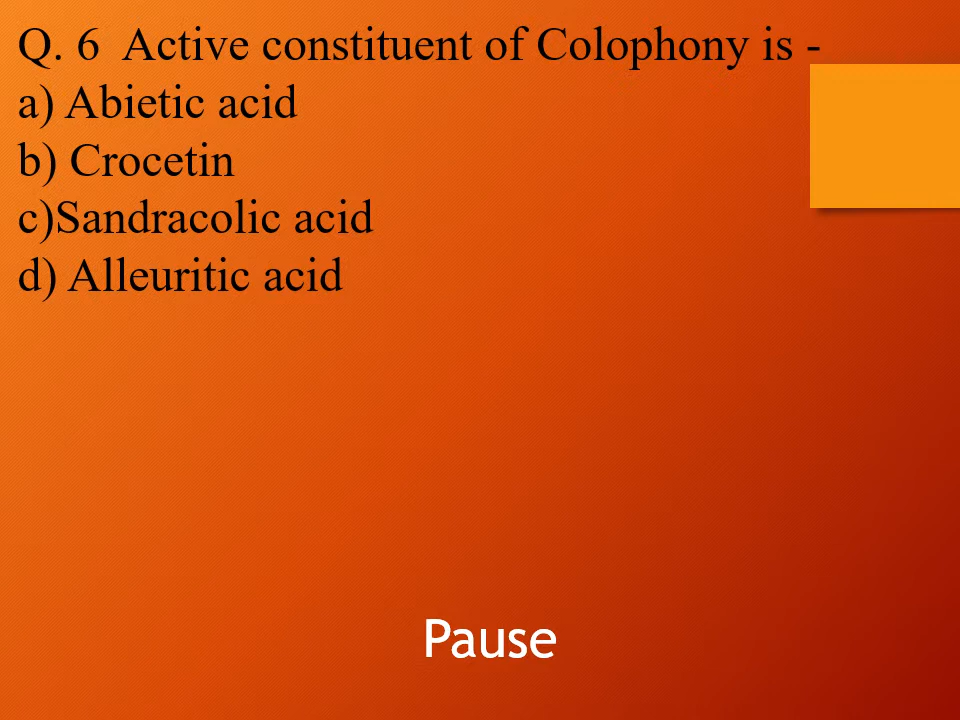 Q. 6 Active constituent of Colophony is -
a) Abietic acid
b) Crocetin
c)Sandracolic acid
d) Alleuritic acid
Pause